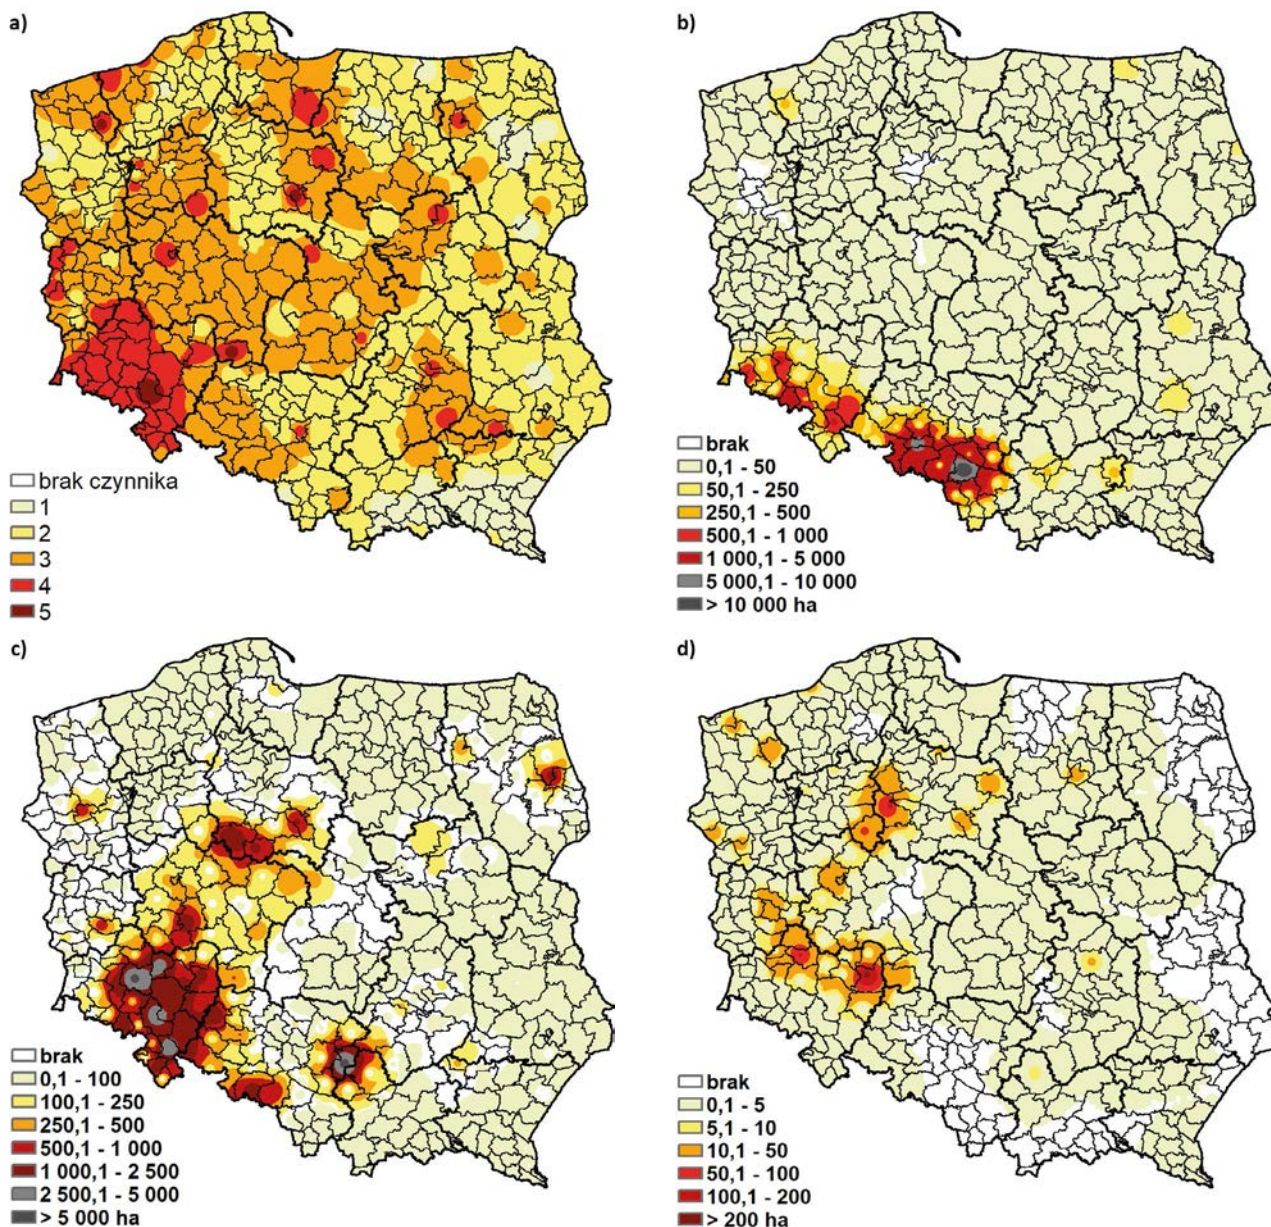 a)
brak czynnika
1
2
3
4
5
b)
brak
0,1 - 50
50,1 - 250
250,1 - 500
500,1 - 1 000
1 000,1 - 5 000
5 000,1 - 10 000
> 10 000 ha
c)
brak
0,1 - 100
100,1 - 250
250,1 - 500
500,1 - 1 000
1 000,1 - 2 500
2 500,1 - 5 000
> 5 000 ha
d)
brak
0,1 - 5
5,1 - 10
10,1 - 50
50,1 - 100
100,1 - 200
> 200 ha